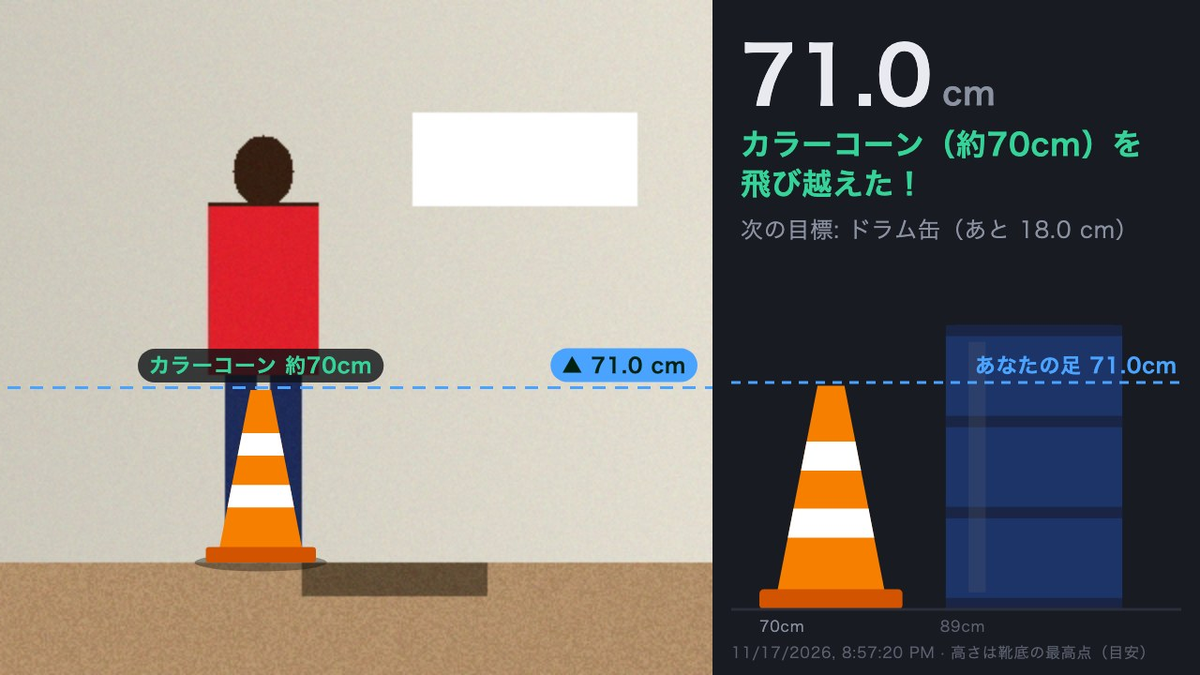 カラーコーン 約70cm
▲ 71.0 cm
71.0 cm
カラーコーン（約70cm）を
飛び越えた！
次の目標: ドラム缶（あと 18.0 cm）
あなたの足 71.0cm
70cm
89cm
11/17/2026, 8:57:20 PM · 高さは靴底の最高点（目安）